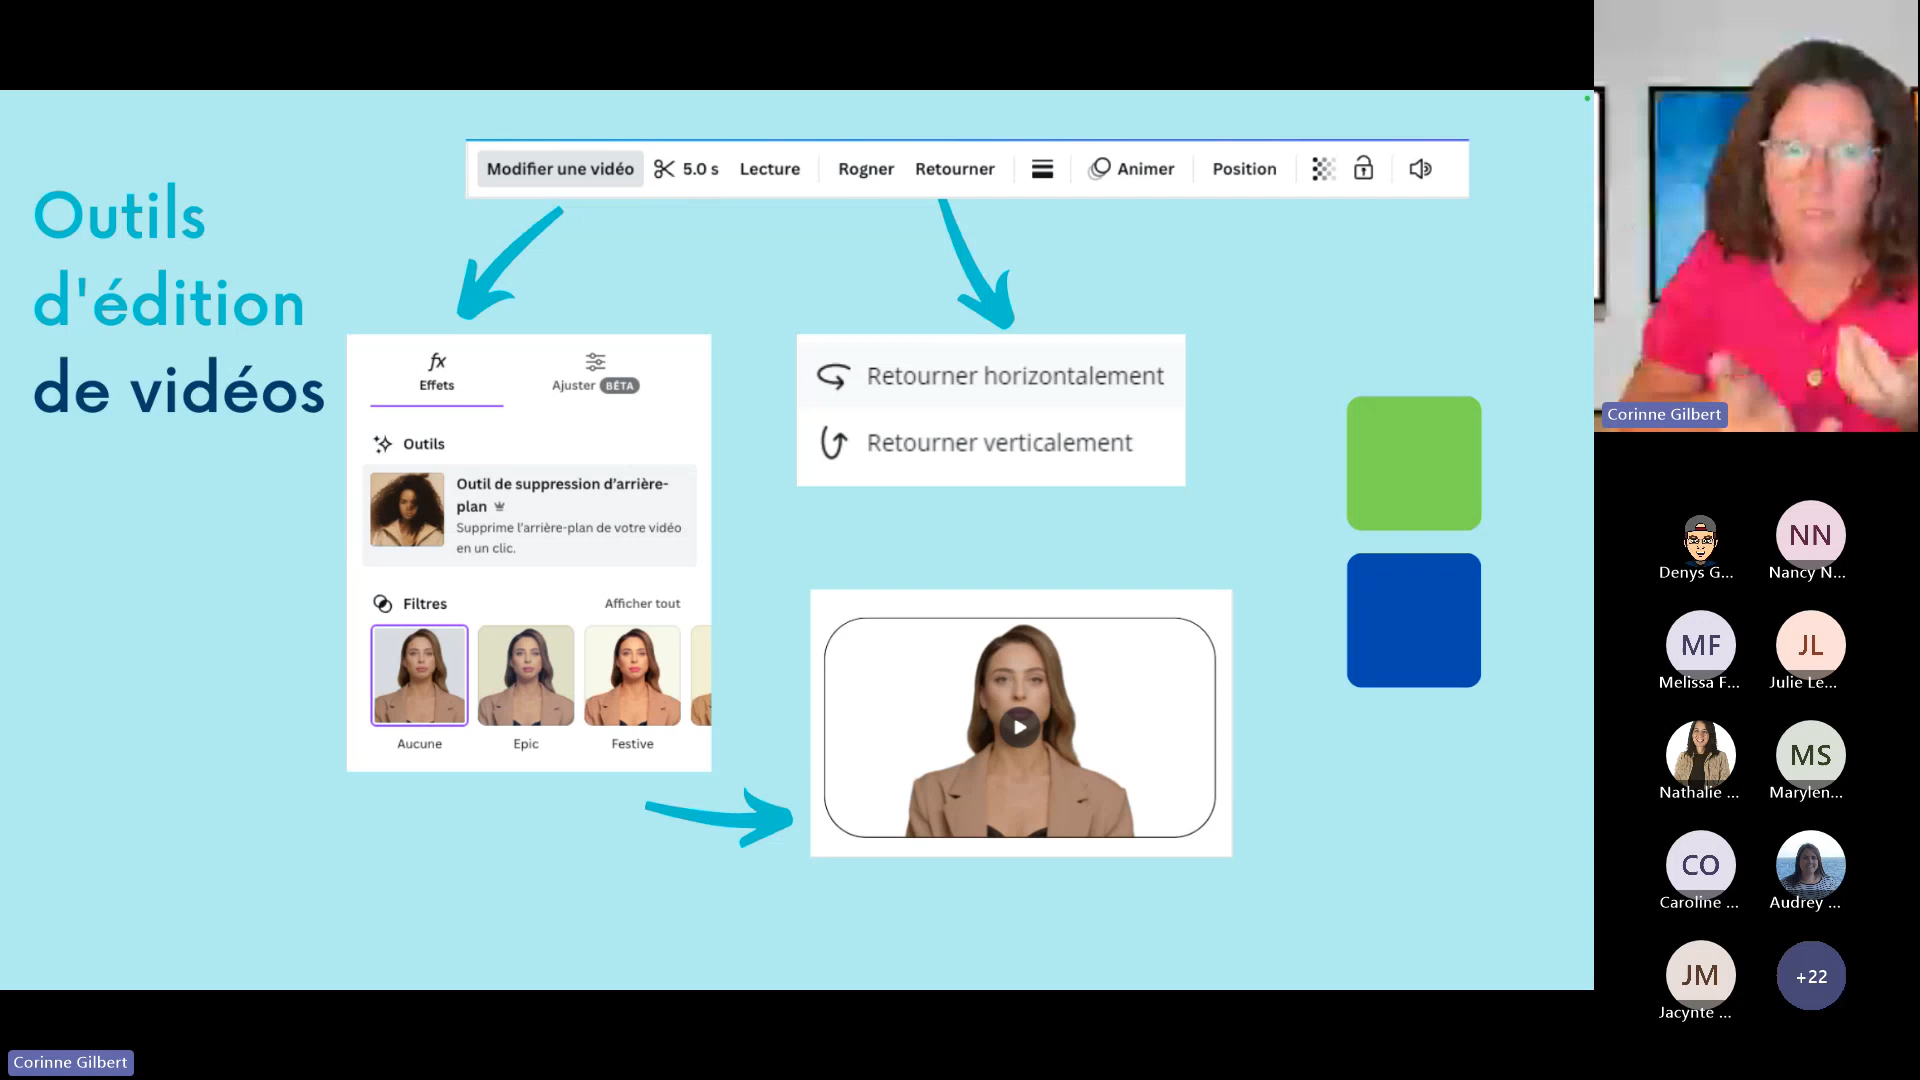 Outils
d'édition
de vidéos
Modifier une vidéo 5.0 s Lecture Rogner Retourner Animer Position
fx
Effets
Ajuster BÊTA
Outils
Outil de suppression d'arrière-
plan
Supprime l'arrière-plan de votre vidéo
en un clic.
Filtres Afficher tout
Aucune Epic Festive
Retourner horizontalement
Retourner verticalement
Corinne Gilbert
NN
Denys G... Nancy N...
MF JL
Melissa F... Julie Le...
MS
Nathalie ... Marylen...
CO
Caroline ... Audrey ...
JM +22
Jacynte ...
Corinne Gilbert